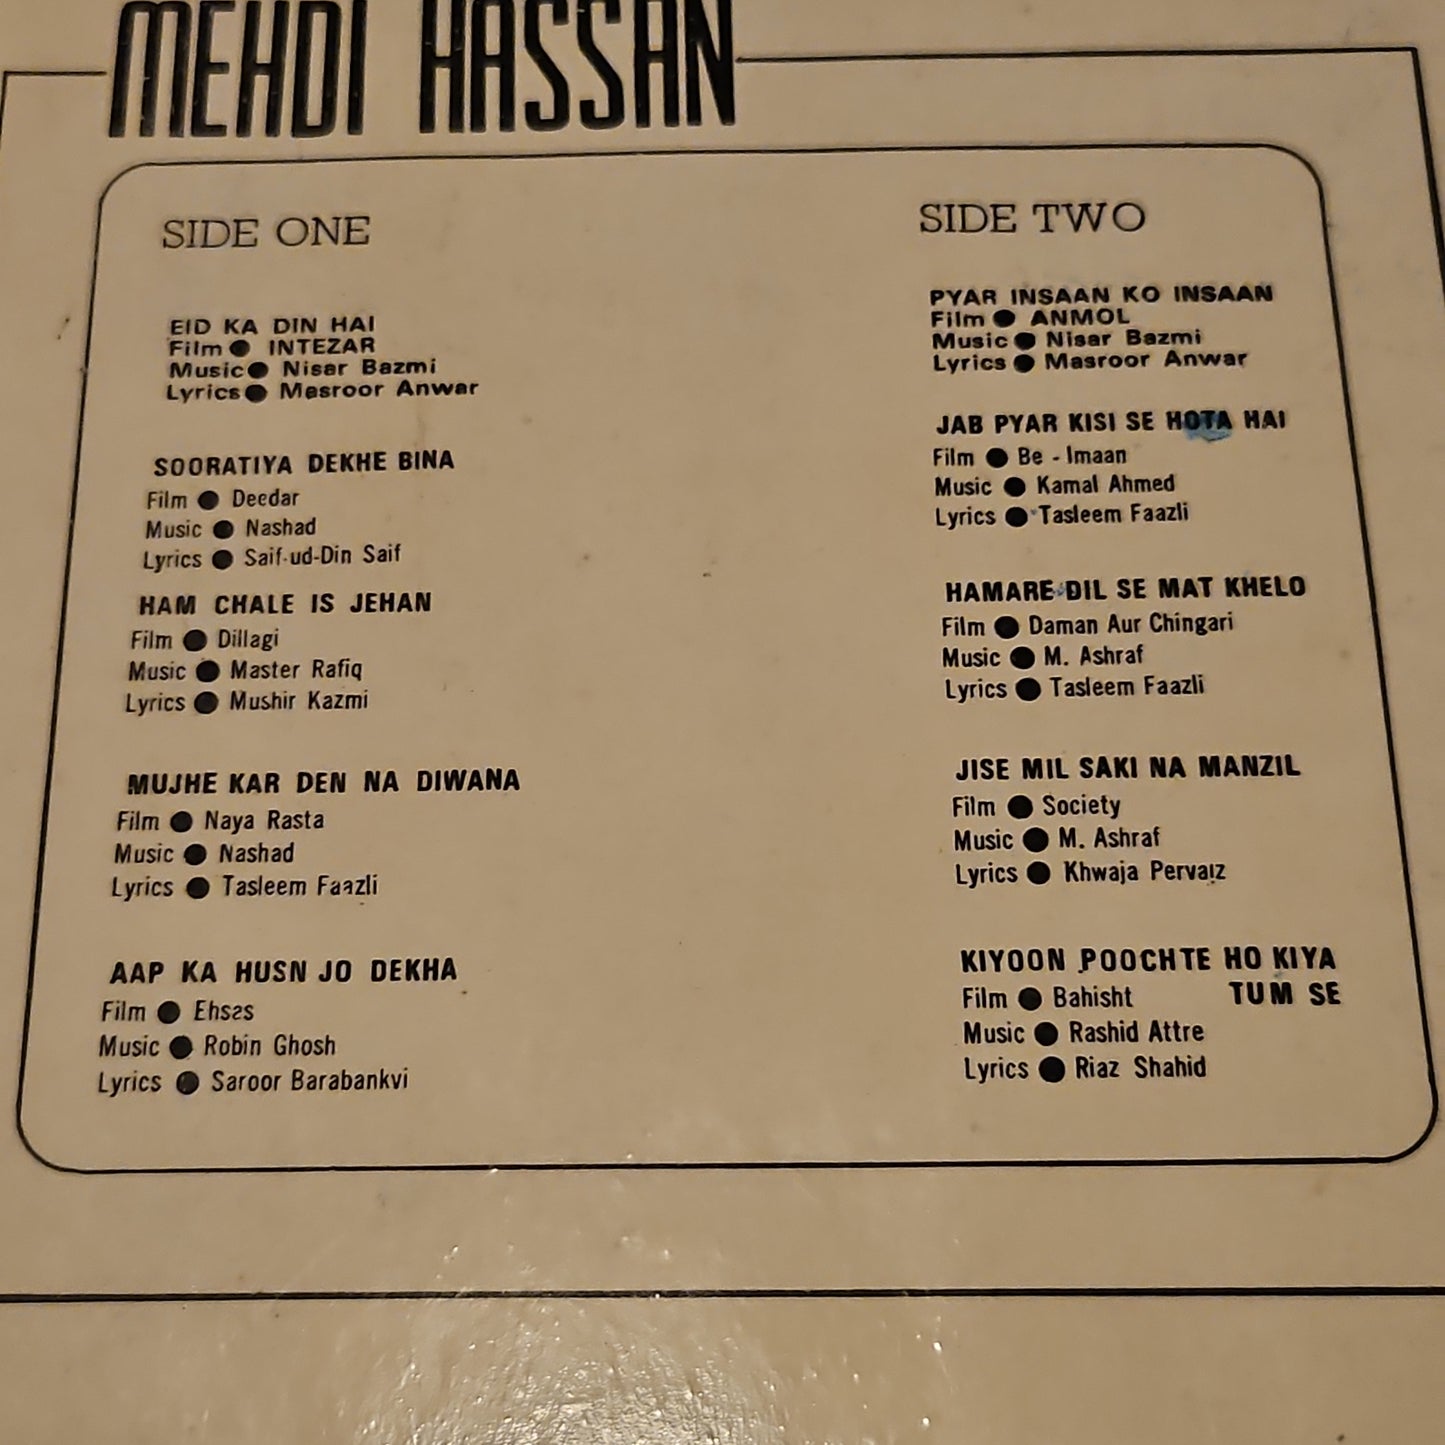 MEHDI HASSAN
SIDE ONE
EID KA DIN HAI
Film ● INTEZAR
Music ● Nisar Bazmi
Lyrics ● Masroor Anwar
SOORATIYA DEKHE BINA
Film ● Deedar
Music ● Nashad
Lyrics ● Saif-ud-Din Saif
HAM CHALE IS JEHAN
Film ● Dillagi
Music ● Master Rafiq
Lyrics ● Mushir Kazmi
MUJHE KAR DEN NA DIWANA
Film ● Naya Rasta
Music ● Nashad
Lyrics ● Tasleem Faazli
AAP KA HUSN JO DEKHA
Film ● Ehsas
Music ● Robin Ghosh
Lyrics ● Saroor Barabankvi
SIDE TWO
PYAR INSAAN KO INSAAN
Film ● ANMOL
Music ● Nisar Bazmi
Lyrics ● Masroor Anwar
JAB PYAR KISI SE HOTA HAI
Film ● Be - Imaan
Music ● Kamal Ahmed
Lyrics ● Tasleem Faazli
HAMARE DIL SE MAT KHELO
Film ● Daman Aur Chingari
Music ● M. Ashraf
Lyrics ● Tasleem Faazli
JISE MIL SAKI NA MANZIL
Film ● Society
Music ● M. Ashraf
Lyrics ● Khwaja Pervaiz
KIYOON POOCHTE HO KIYA
TUM SE
Film ● Bahisht
Music ● Rashid Attre
Lyrics ● Riaz Shahid